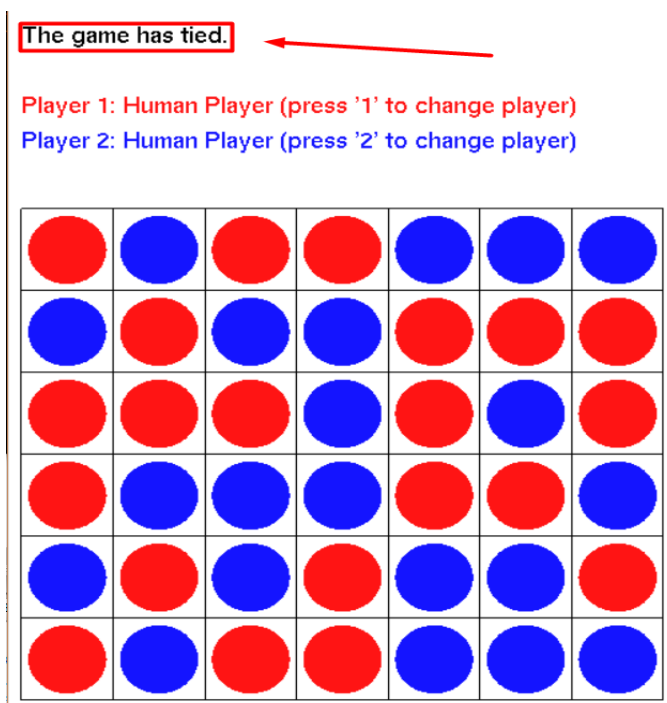 The game has tied.
Player 1: Human Player (press '1' to change player)
Player 2: Human Player (press '2' to change player)